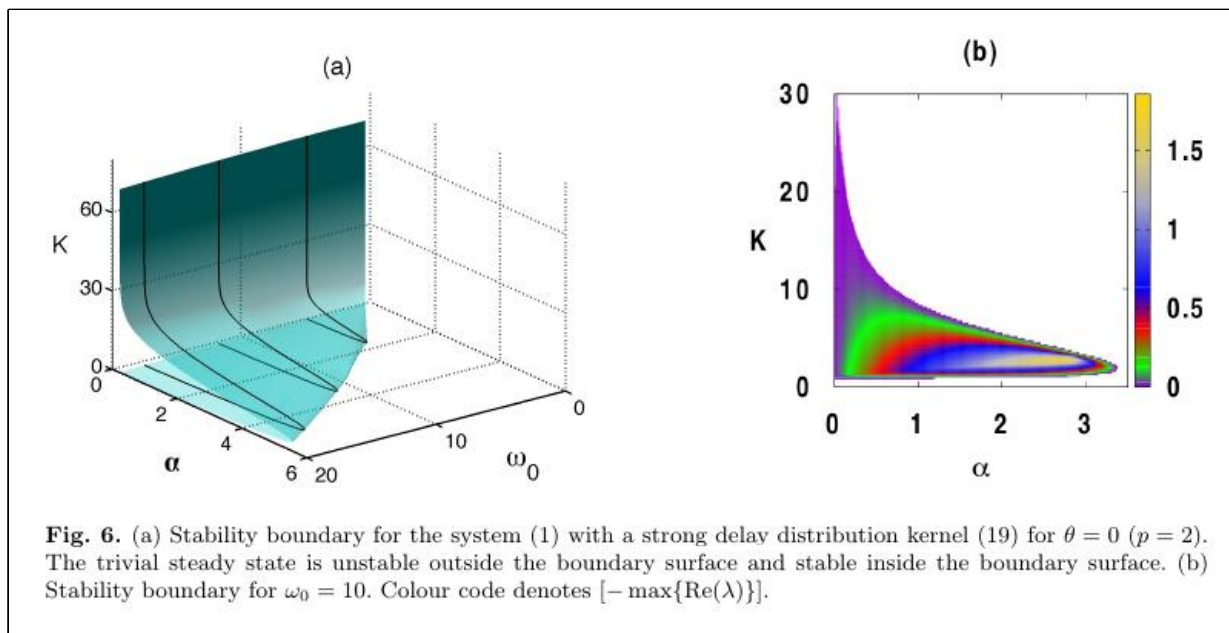 (a)
60
K
30
0
0
2
4
6
α
20
10
0
ω₀
(b)
30
20
K
10
0
0
1
2
3
α
1.5
1
0.5
0
Fig. 6. (a) Stability boundary for the system (1) with a strong delay distribution kernel (19) for θ = 0 (p = 2).
The trivial steady state is unstable outside the boundary surface and stable inside the boundary surface. (b)
Stability boundary for ω₀ = 10. Colour code denotes [− max{Re(λ)}].